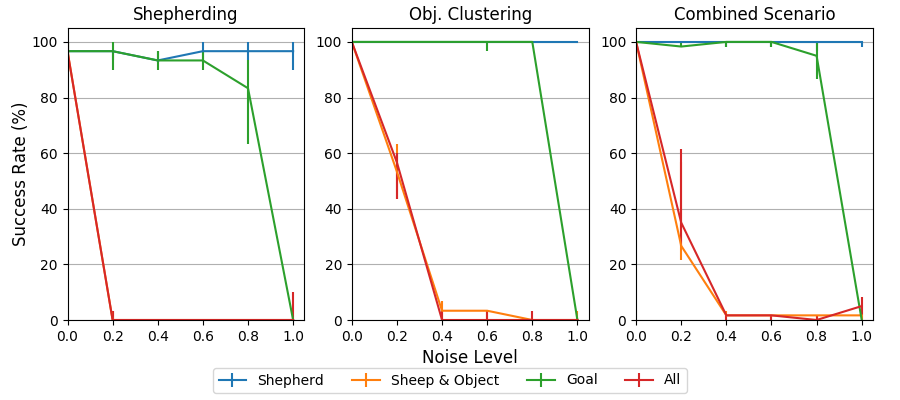 Shepherding Obj. Clustering Combined Scenario
Success Rate (%)
100 100 100
80 80 80
60 60 60
40 40 40
20 20 20
0 0 0
0.0 0.2 0.4 0.6 0.8 1.0 0.0 0.2 0.4 0.6 0.8 1.0 0.0 0.2 0.4 0.6 0.8 1.0
Noise Level
Shepherd Sheep & Object Goal All